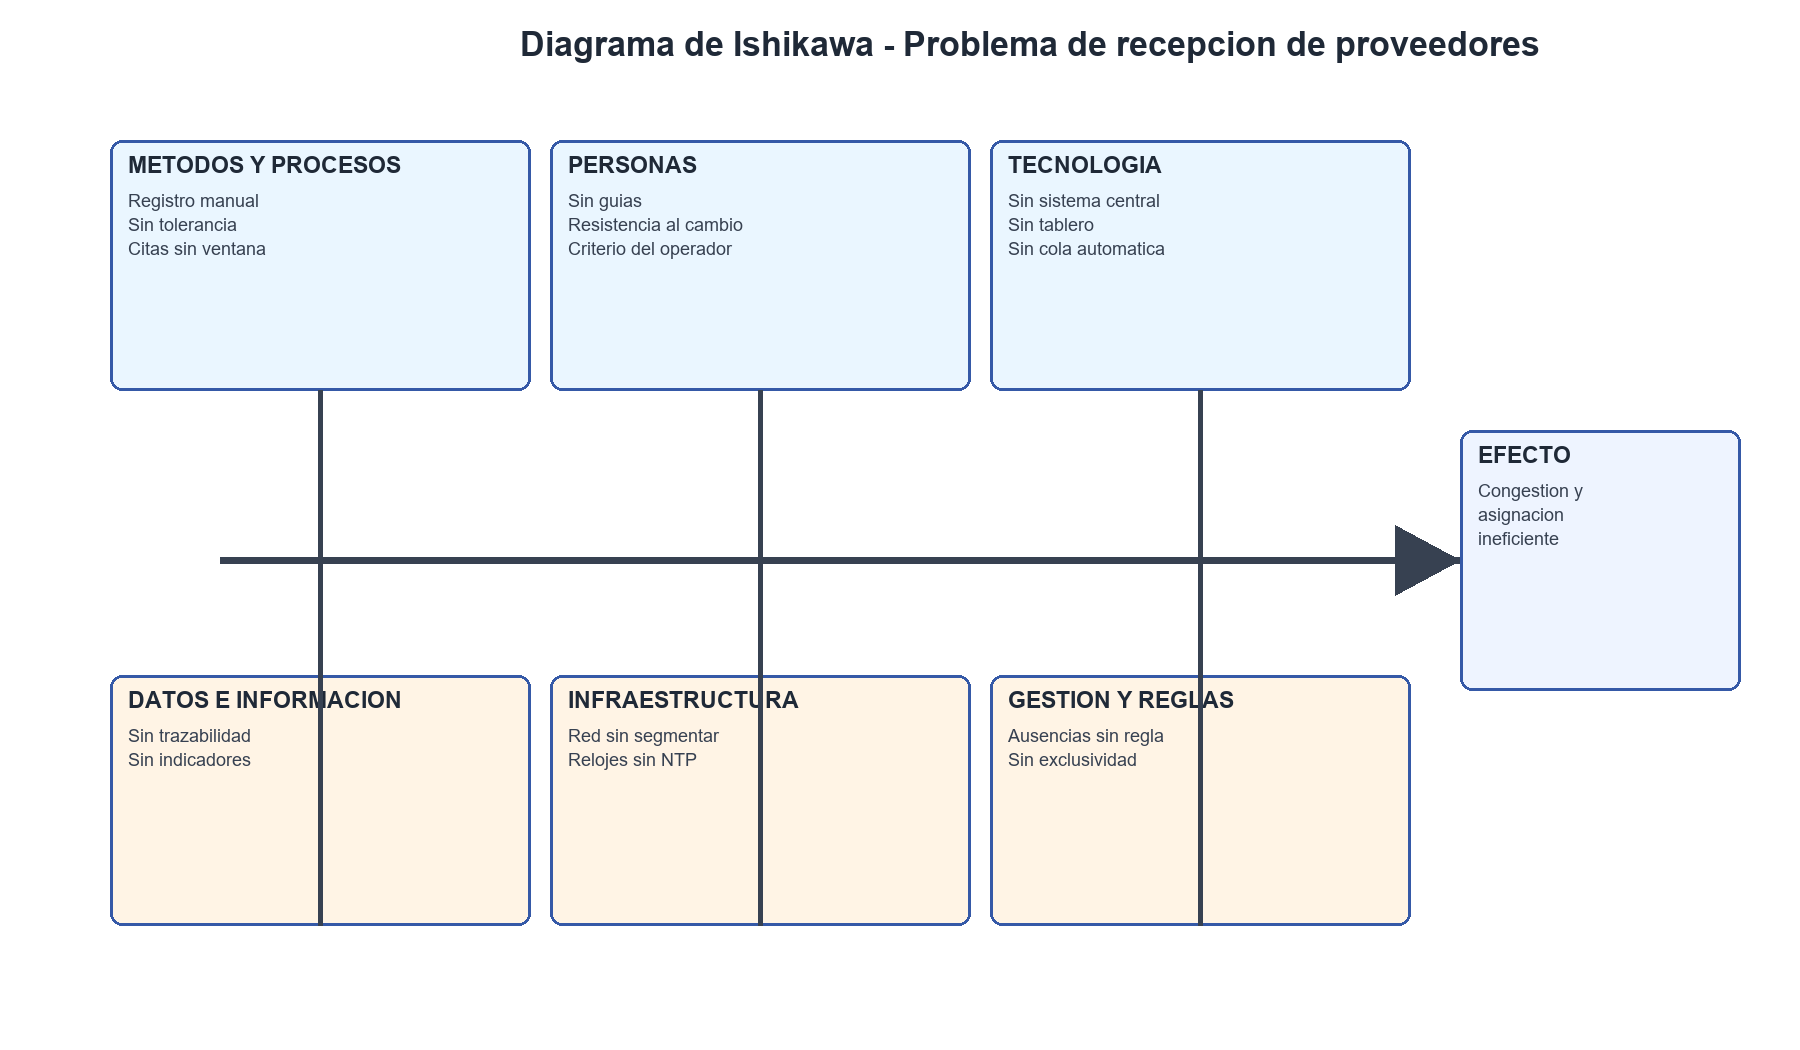 Diagrama de Ishikawa - Problema de recepcion de proveedores
METODOS Y PROCESOS
Registro manual
Sin tolerancia
Citas sin ventana
PERSONAS
Sin guias
Resistencia al cambio
Criterio del operador
TECNOLOGIA
Sin sistema central
Sin tablero
Sin cola automatica
EFECTO
Congestion y
asignacion
ineficiente
DATOS E INFORMACION
Sin trazabilidad
Sin indicadores
INFRAESTRUCTURA
Red sin segmentar
Relojes sin NTP
GESTION Y REGLAS
Ausencias sin regla
Sin exclusividad